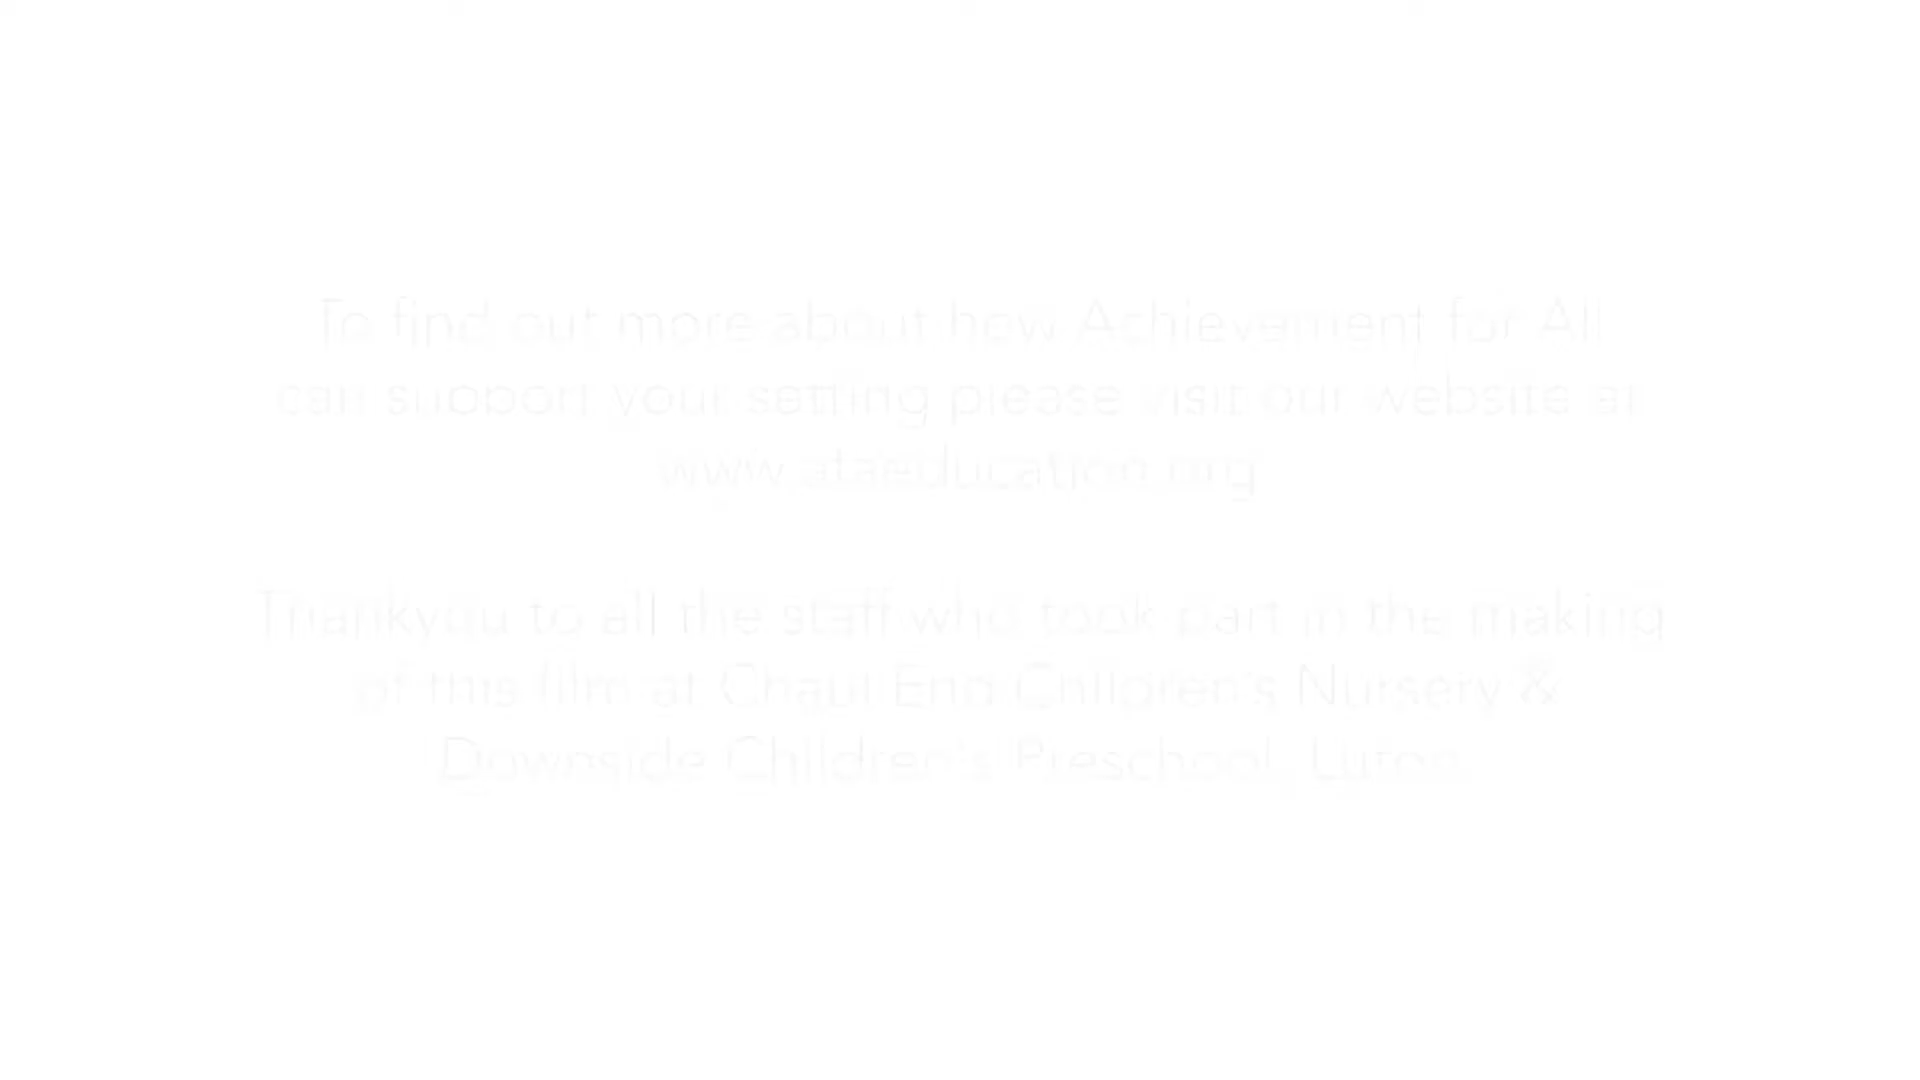 To find out more about how Achievement for All
can support your setting please visit our website at
www.afaeducation.org
Thankyou to all the staff who took part in the making
of this film at Chaul End Children's Nursery &
Downside Children's Preschool, Luton.